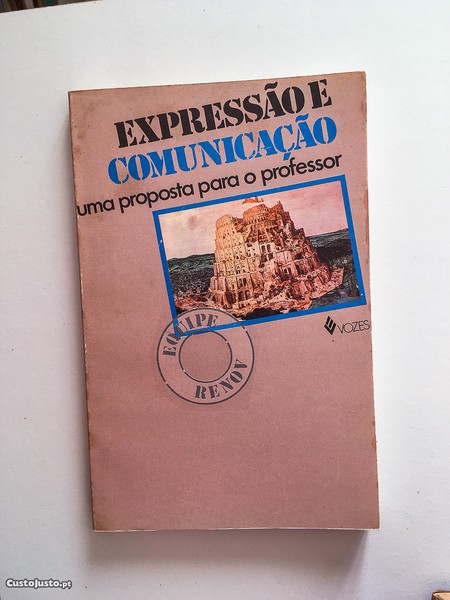 EXPRESSÃO E
COMUNICAÇÃO
uma proposta para o professor
VOZES
EQUIPE
RENOV
CustoJusto.pt